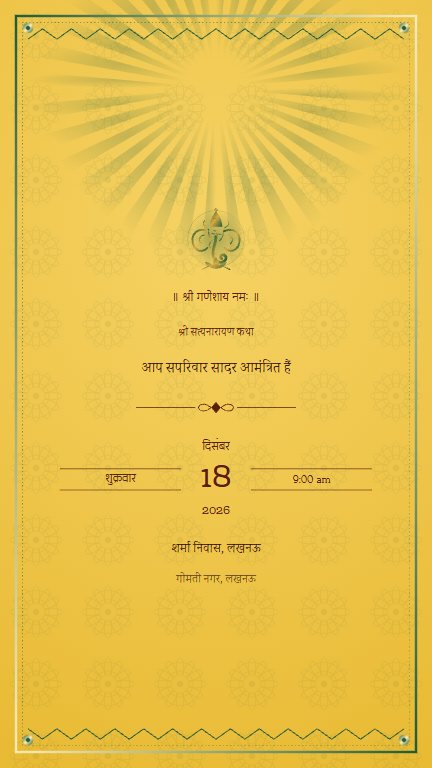 ॥ श्री गणेशाय नमः ॥
श्री सत्यनारायण कथा
आप सपरिवार सादर आमंत्रित हैं
दिसंबर
शुक्रवार 18 9:00 am
2026
शर्मा निवास, लखनऊ
गोमती नगर, लखनऊ